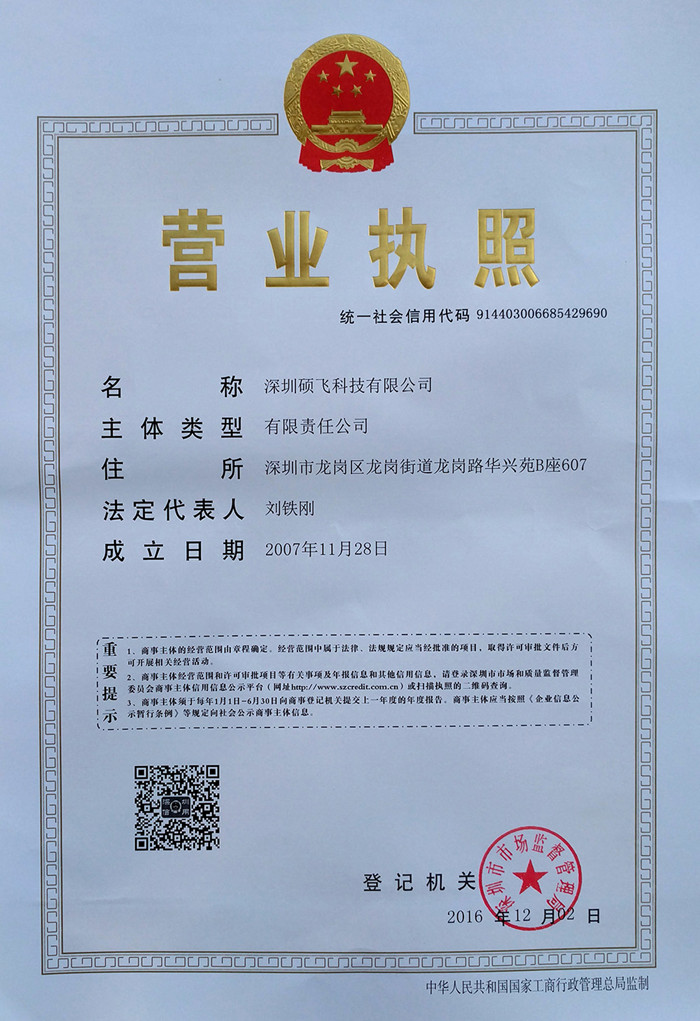 营业执照
统一社会信用代码 914403006685429690
名称 深圳硕飞科技有限公司
主体类型 有限责任公司
住所 深圳市龙岗区龙岗街道龙岗路华兴苑B座607
法定代表人 刘铁刚
成立日期 2007年11月28日
重要提示
1、商事主体的经营范围由章程确定。经营范围中属于法律、法规规定应当经批准的项目，取得许可审批文件后方
可开展相关经营活动。
2、商事主体经营范围和许可审批项目等有关事项及年报信息和其他信用信息，请登录深圳市市场和质量监督管理
委员会商事主体信用信息公示平台（网址http://www.szcredit.com.cn）或扫描执照的二维码查询。
3、商事主体须于每年1月1日-6月30日向商事登记机关提交上一年度的年度报告。商事主体应当按照《企业信息公
示暂行条例》等规定向社会公示商事主体信息。
深圳市市场监督管理局
登记机关
2016 年 12 月 02 日
中华人民共和国国家工商行政管理总局监制